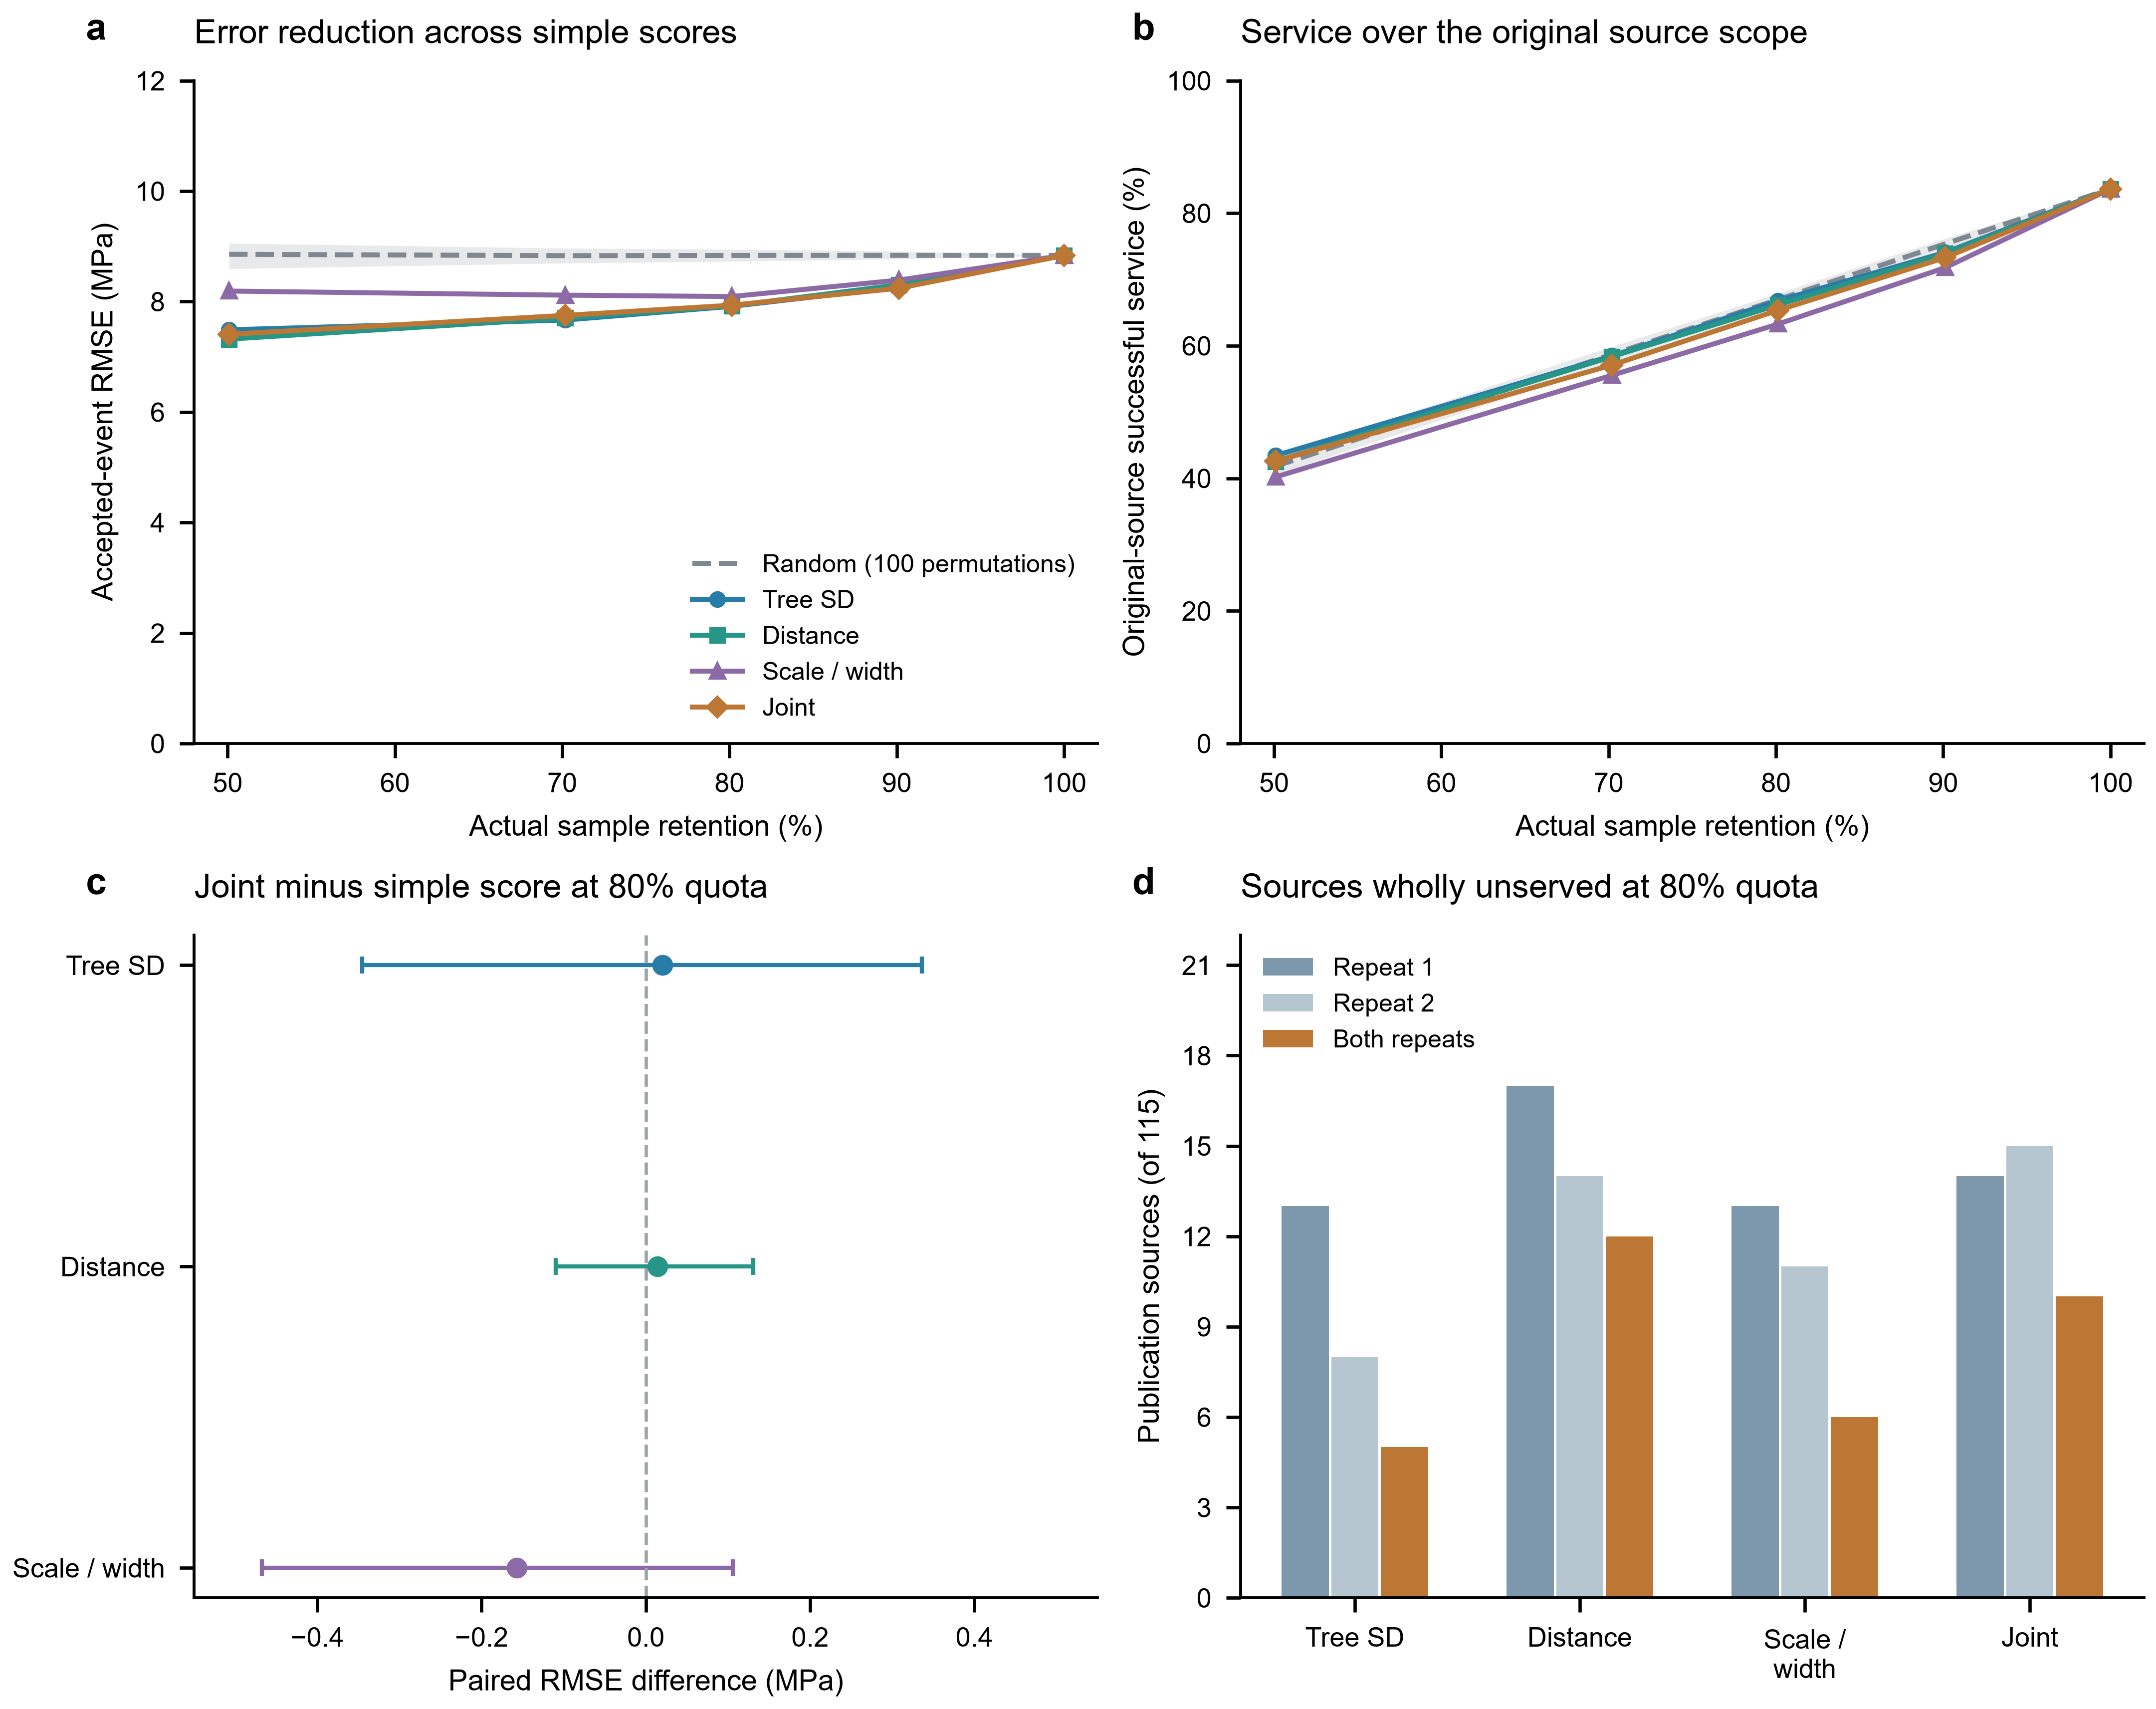 a Error reduction across simple scores
12
10
8
6
4
2
0
Accepted-event RMSE (MPa)
Random (100 permutations)
Tree SD
Distance
Scale / width
Joint
50 60 70 80 90 100
Actual sample retention (%)
b Service over the original source scope
100
80
60
40
20
0
Original-source successful service (%)
50 60 70 80 90 100
Actual sample retention (%)
c Joint minus simple score at 80% quota
Tree SD
Distance
Scale / width
−0.4 −0.2 0.0 0.2 0.4
Paired RMSE difference (MPa)
d Sources wholly unserved at 80% quota
21
18
15
12
9
6
3
0
Publication sources (of 115)
Repeat 1
Repeat 2
Both repeats
Tree SD Distance Scale / Joint
width